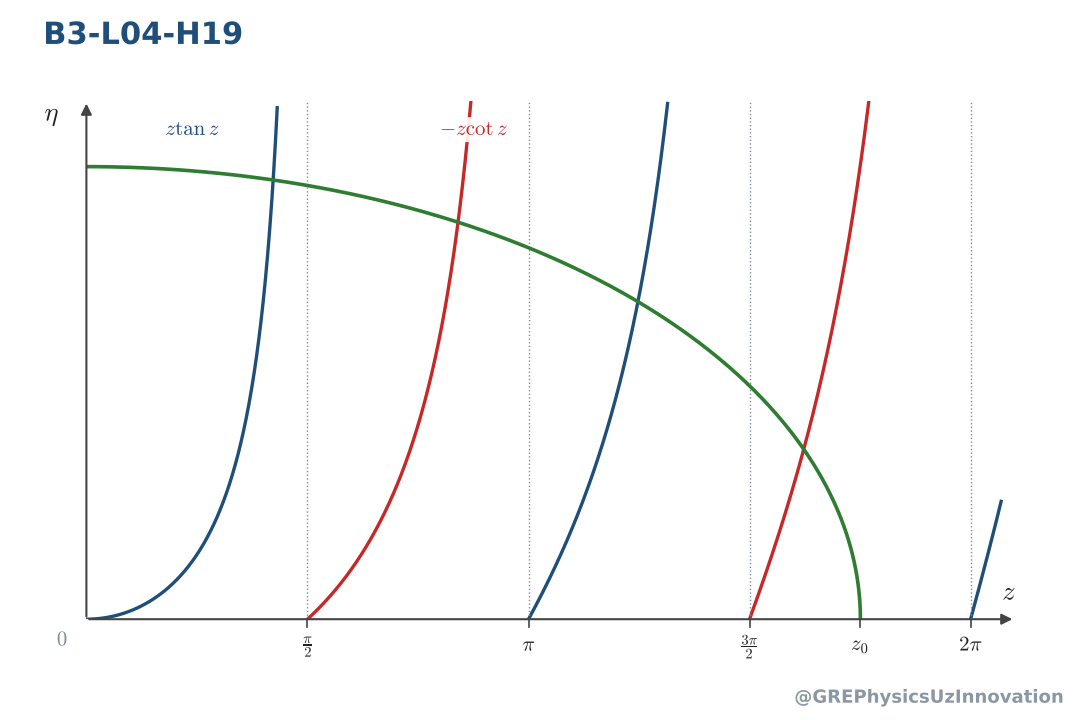 B3-L04-H19
η
z tan z
−z cot z
z
0
π/2
π
3π/2
z₀
2π
@GREPhysicsUzInnovation